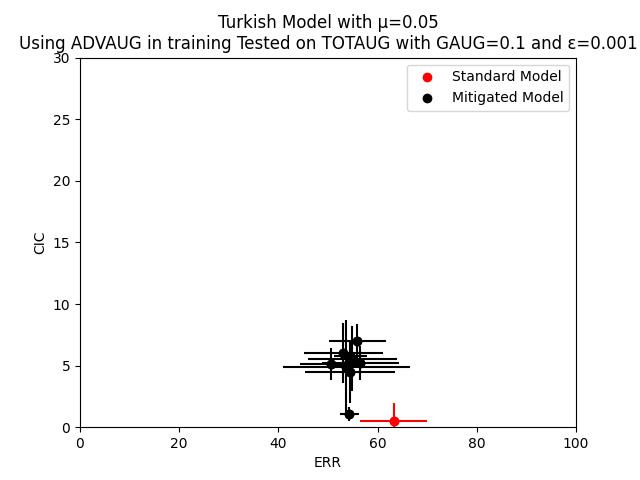 Turkish Model with μ=0.05
Using ADVAUG in training Tested on TOTAUG with GAUG=0.1 and ε=0.001
Standard Model
Mitigated Model
30
25
20
15
10
5
0
CIC
0 20 40 60 80 100
ERR